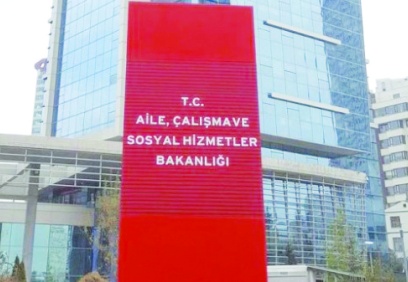 T.C.
AİLE, ÇALIŞMAVE
SOSYAL HİZMETLER
BAKANLIĞI